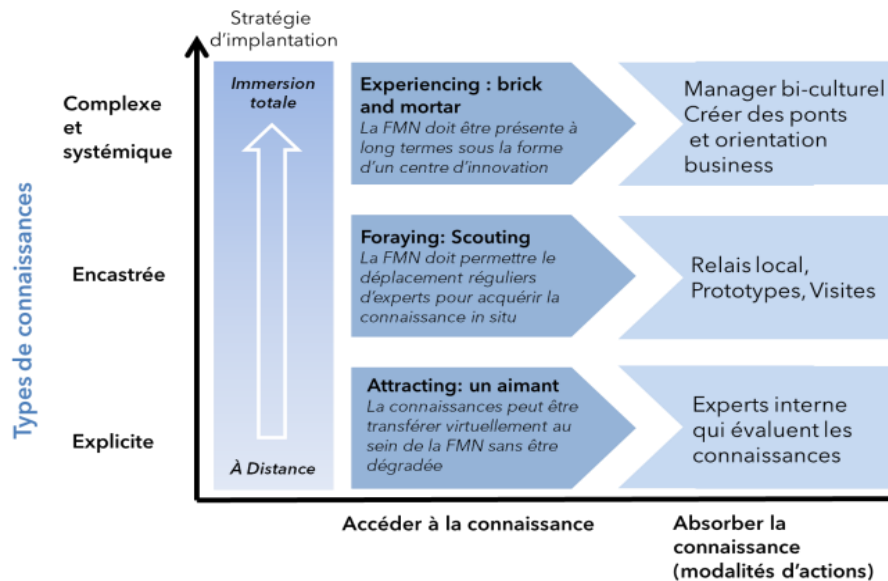 Stratégie
d'implantation
Types de connaissances
Complexe
et
systémique
Immersion
totale
Experiencing : brick
and mortar
La FMN doit être présente à
long termes sous la forme
d'un centre d'innovation
Manager bi-culturel
Créer des ponts
et orientation
business
Encastrée
Foraying: Scouting
La FMN doit permettre le
déplacement réguliers
d'experts pour acquérir la
connaissance in situ
Relais local,
Prototypes, Visites
Explicite
À Distance
Attracting: un aimant
La connaissances peut être
transférer virtuellement au
sein de la FMN sans être
dégradée
Experts interne
qui évaluent les
connaissances
Accéder à la connaissance
Absorber la
connaissance
(modalités d'actions)